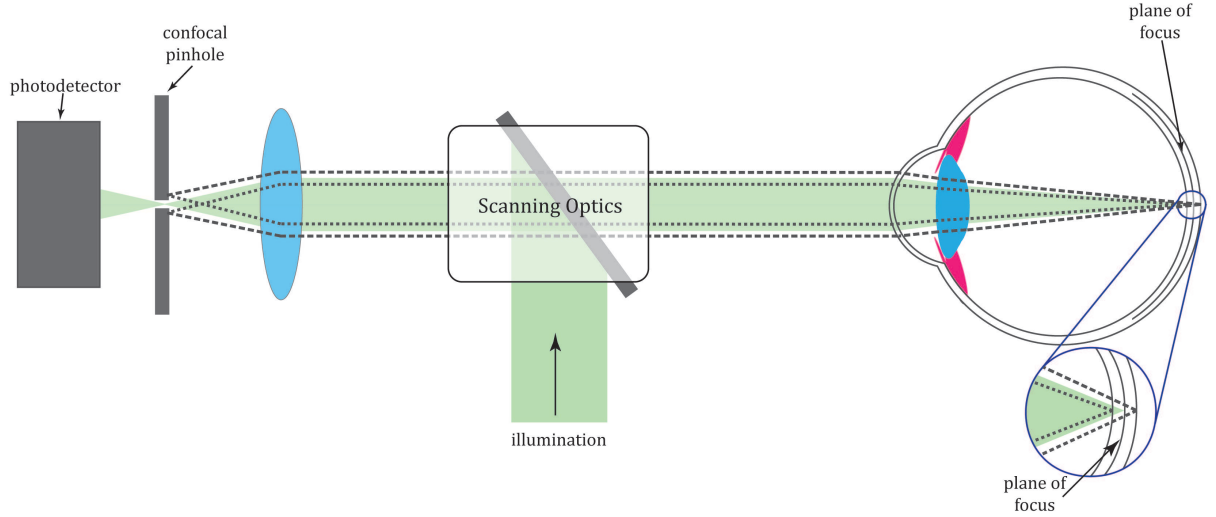 plane of
focus
confocal
pinhole
photodetector
Scanning Optics
illumination
plane of
focus